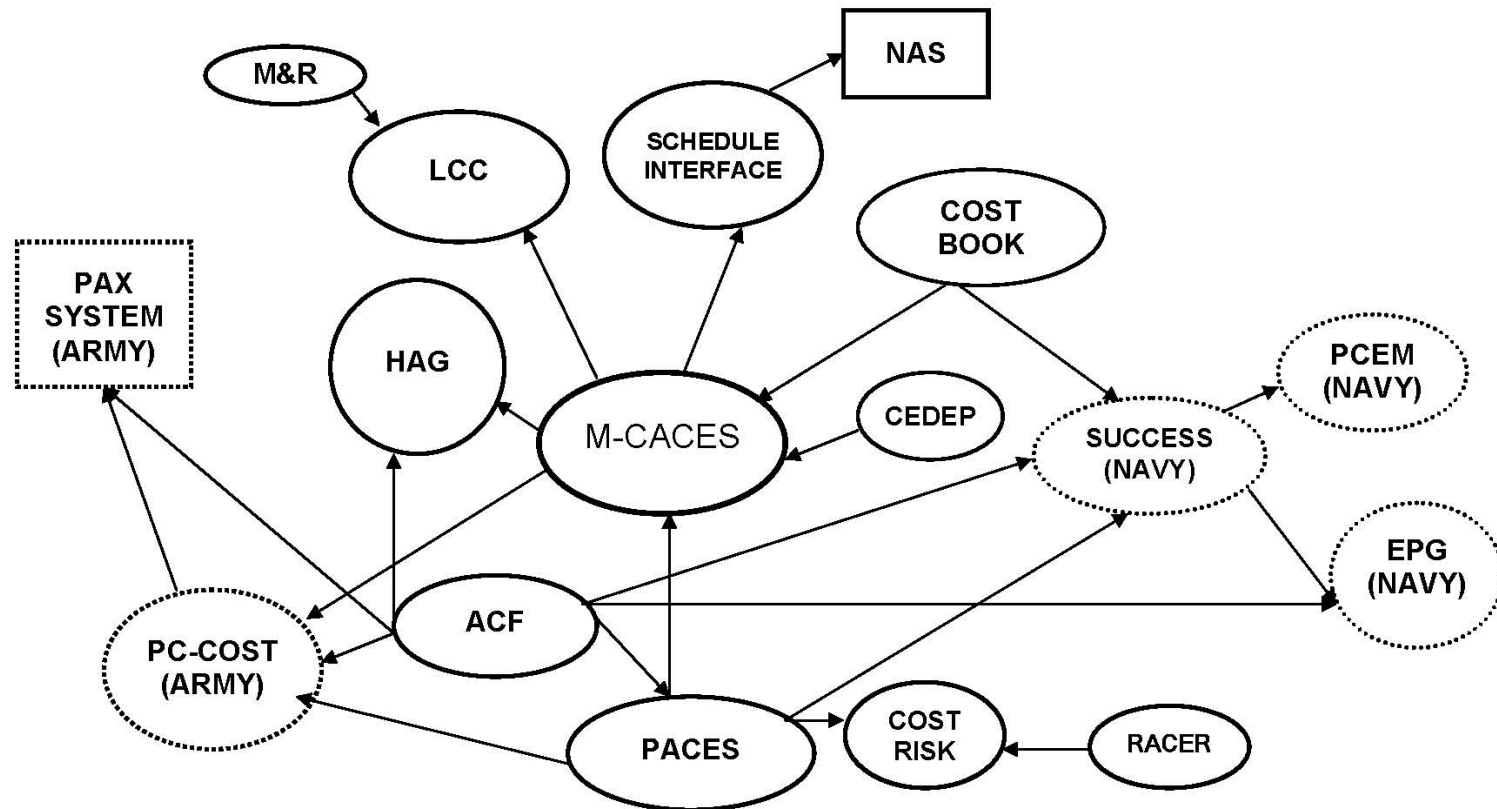 NAS
M&R
SCHEDULE
INTERFACE
LCC
COST
BOOK
PAX
SYSTEM
(ARMY)
HAG
PCEM
(NAVY)
M-CACES
CEDEP
SUCCESS
(NAVY)
EPG
(NAVY)
ACF
PC-COST
(ARMY)
PACES
COST
RISK
RACER